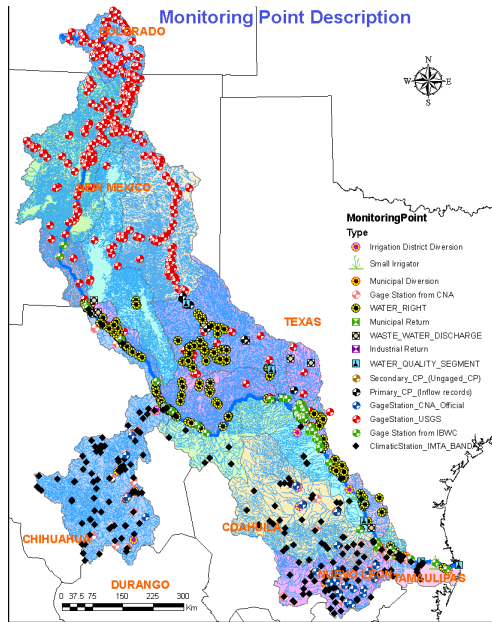 Monitoring Point Description
COLORADO
N
W
E
S
NEW MEXICO
MonitoringPoint
Type
Irrigation District Diversion
Small Irrigator
Municipal Diversion
Gage Station from CNA
WATER_RIGHT
Municipal Return
WASTE_WATER_DISCHARGE
Industrial Return
WATER_QUALITY_SEGMENT
Secondary_CP_(Ungaged_CP)
Primary_CP_(Inflow records)
GageStation_CNA_Official
GageStation_USGS
Gage Station from IBWC
ClimaticStation_IMTA_BANDA
TEXAS
CHIHUAHUA
COAHUILA
DURANGO
NUEVO LEON
TAMAULIPAS
0 37.5 75 150 225 300
Km